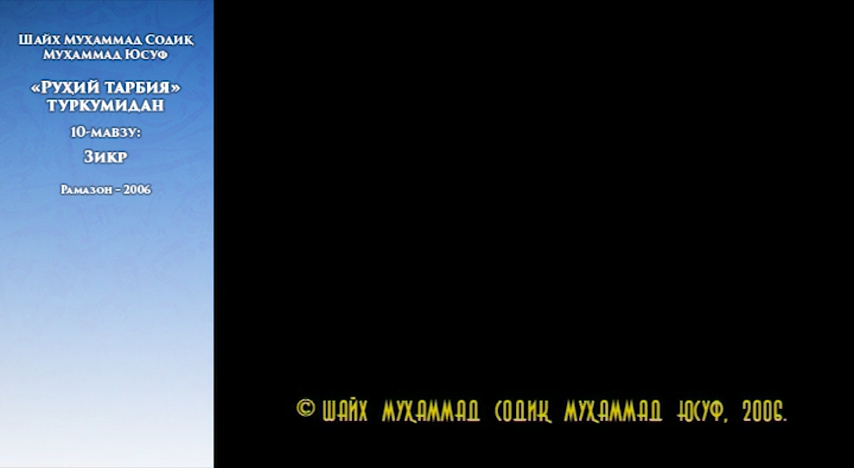 Шайх Муҳаммад Содиқ
Муҳаммад Юсуф
«Руҳий тарбия»
туркумидан
10-мавзу:
Зикр
Рамазон - 2006
© ШАЙХ МУҲАММАД СОДИҚ МУҲАММАД ЮСУФ, 2006.